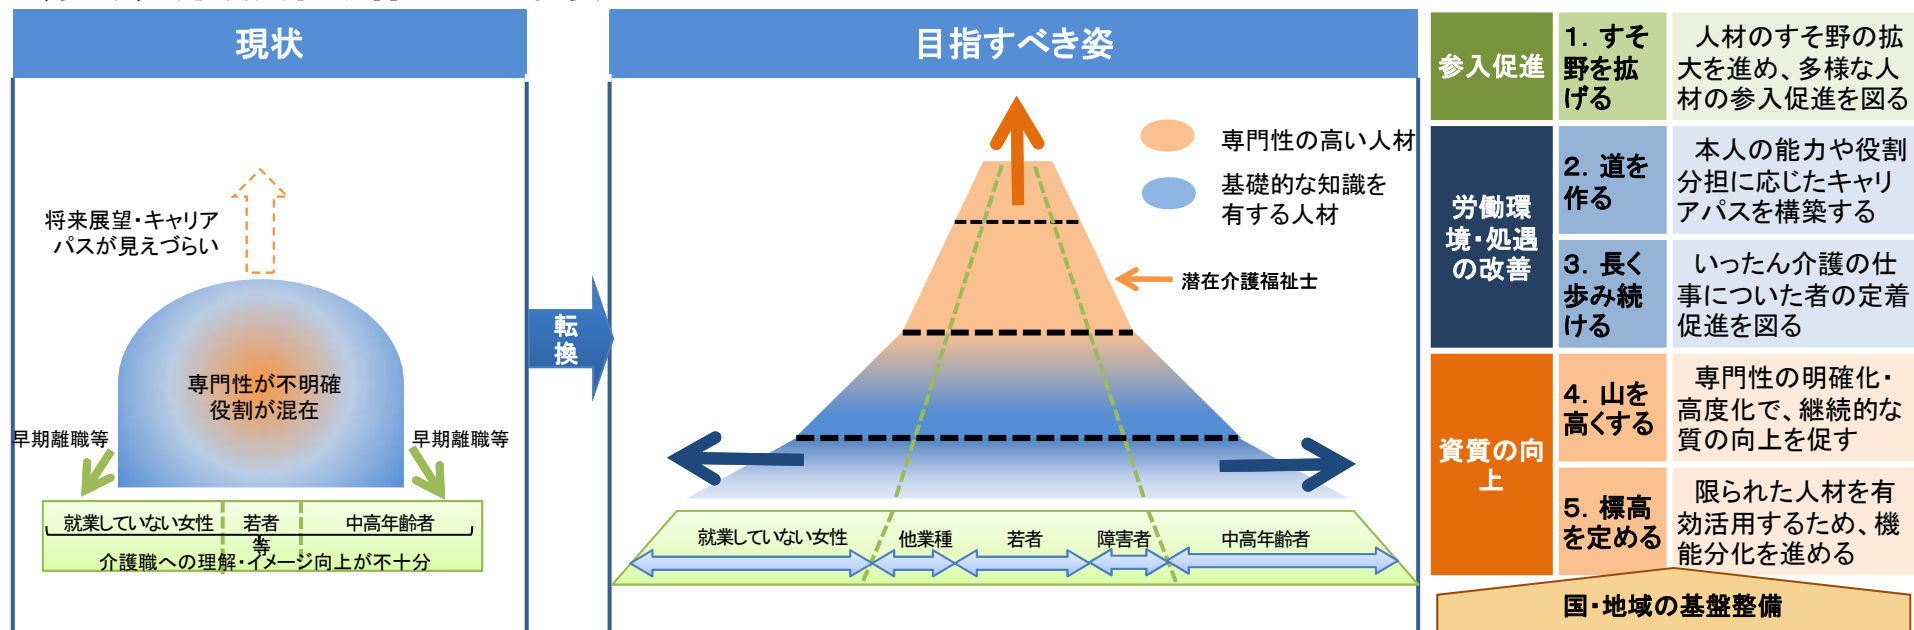 現状
将来展望・キャリア
パスが見えづらい
専門性が不明確
役割が混在
早期離職等
早期離職等
就業していない女性
若者
中高年齢者
等
介護職への理解・イメージ向上が不十分
転
換
目指すべき姿
専門性の高い人材
基礎的な知識を
有する人材
潜在介護福祉士
就業していない女性
他業種
若者
障害者
中高年齢者
参入促進
1．すそ
野を拡
げる
人材のすそ野の拡
大を進め、多様な人
材の参入促進を図る
労働環
境・処遇
の改善
2．道を
作る
本人の能力や役割
分担に応じたキャリ
アパスを構築する
3．長く
歩み続
ける
いったん介護の仕
事についた者の定着
促進を図る
資質の向
上
4．山を
高くする
専門性の明確化・
高度化で、継続的な
質の向上を促す
5．標高
を定める
限られた人材を有
効活用するため、機
能分化を進める
国・地域の基盤整備